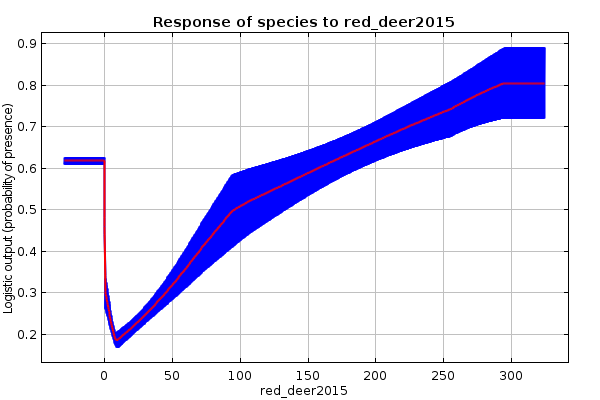 Response of species to red_deer2015
Logistic output (probability of presence)
0.9
0.8
0.7
0.6
0.5
0.4
0.3
0.2
0 50 100 150 200 250 300
red_deer2015